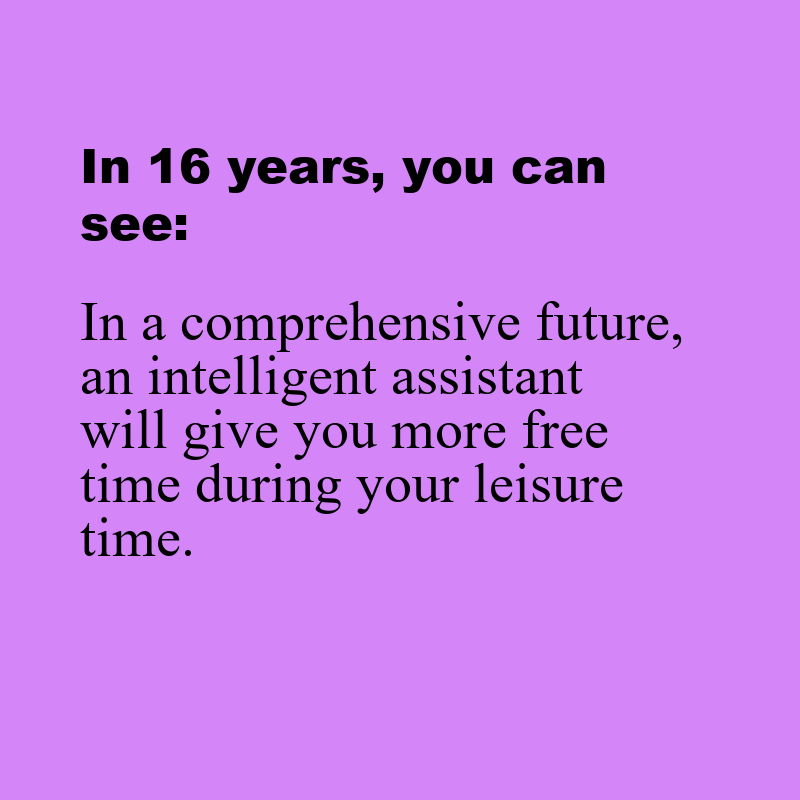 In 16 years, you can
see:
In a comprehensive future,
an intelligent assistant
will give you more free
time during your leisure
time.